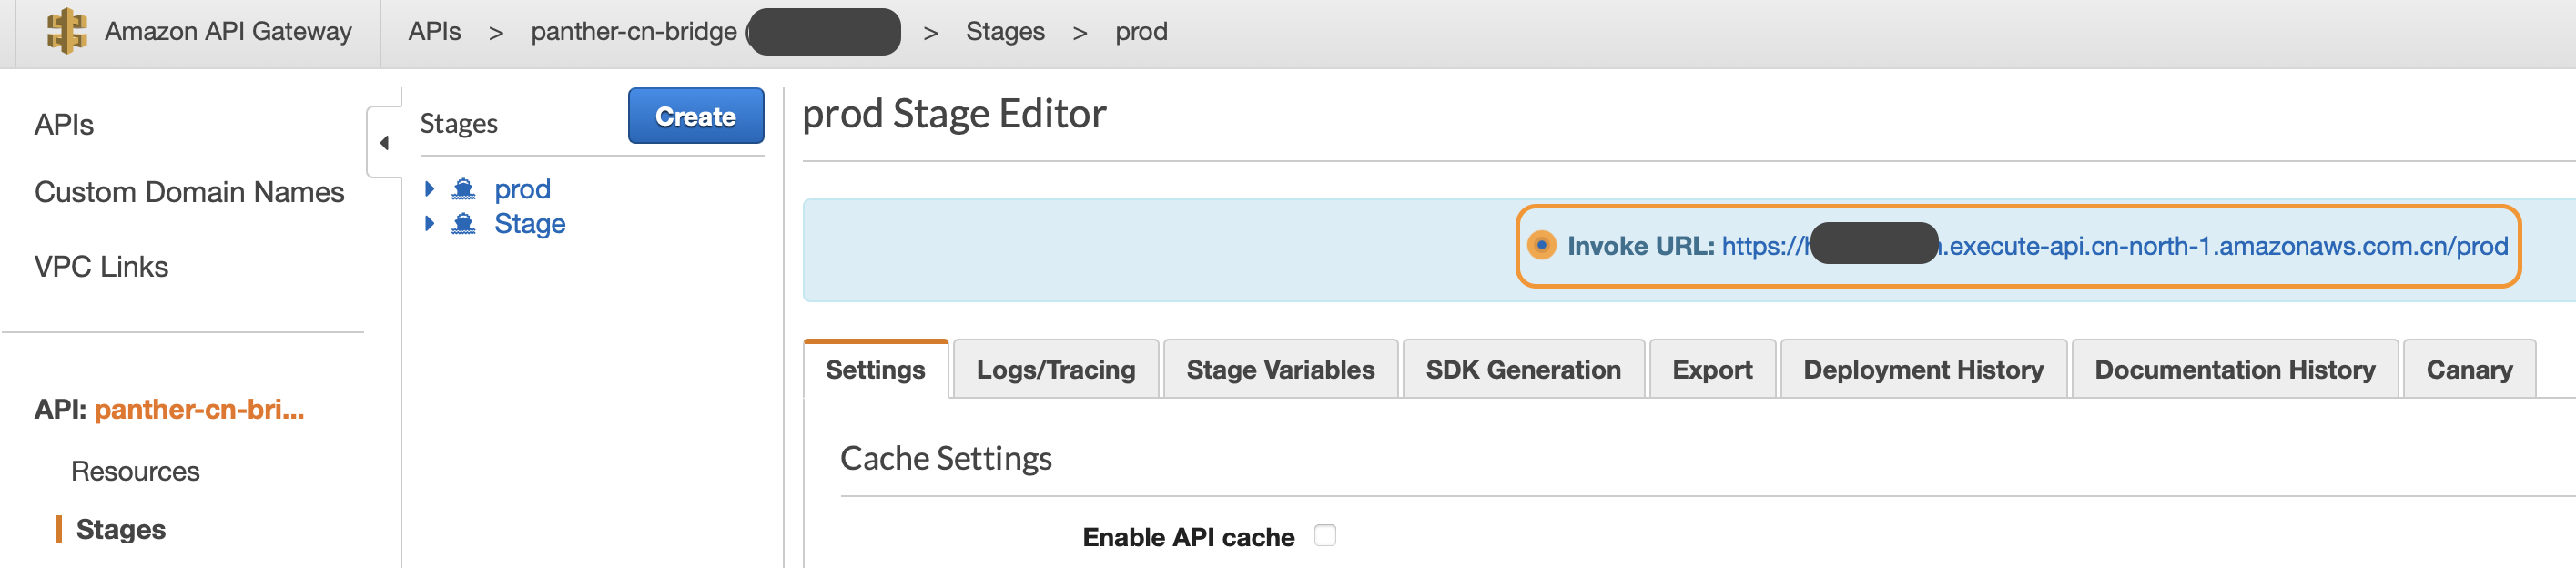 Amazon API Gateway APIs > panther-cn-bridge ( > Stages > prod
APIs
Custom Domain Names
VPC Links
API: panther-cn-bri...
Resources
Stages
Stages Create
prod
Stage
prod Stage Editor
Invoke URL: https://h .execute-api.cn-north-1.amazonaws.com.cn/prod
Settings Logs/Tracing Stage Variables SDK Generation Export Deployment History Documentation History Canary
Cache Settings
Enable API cache